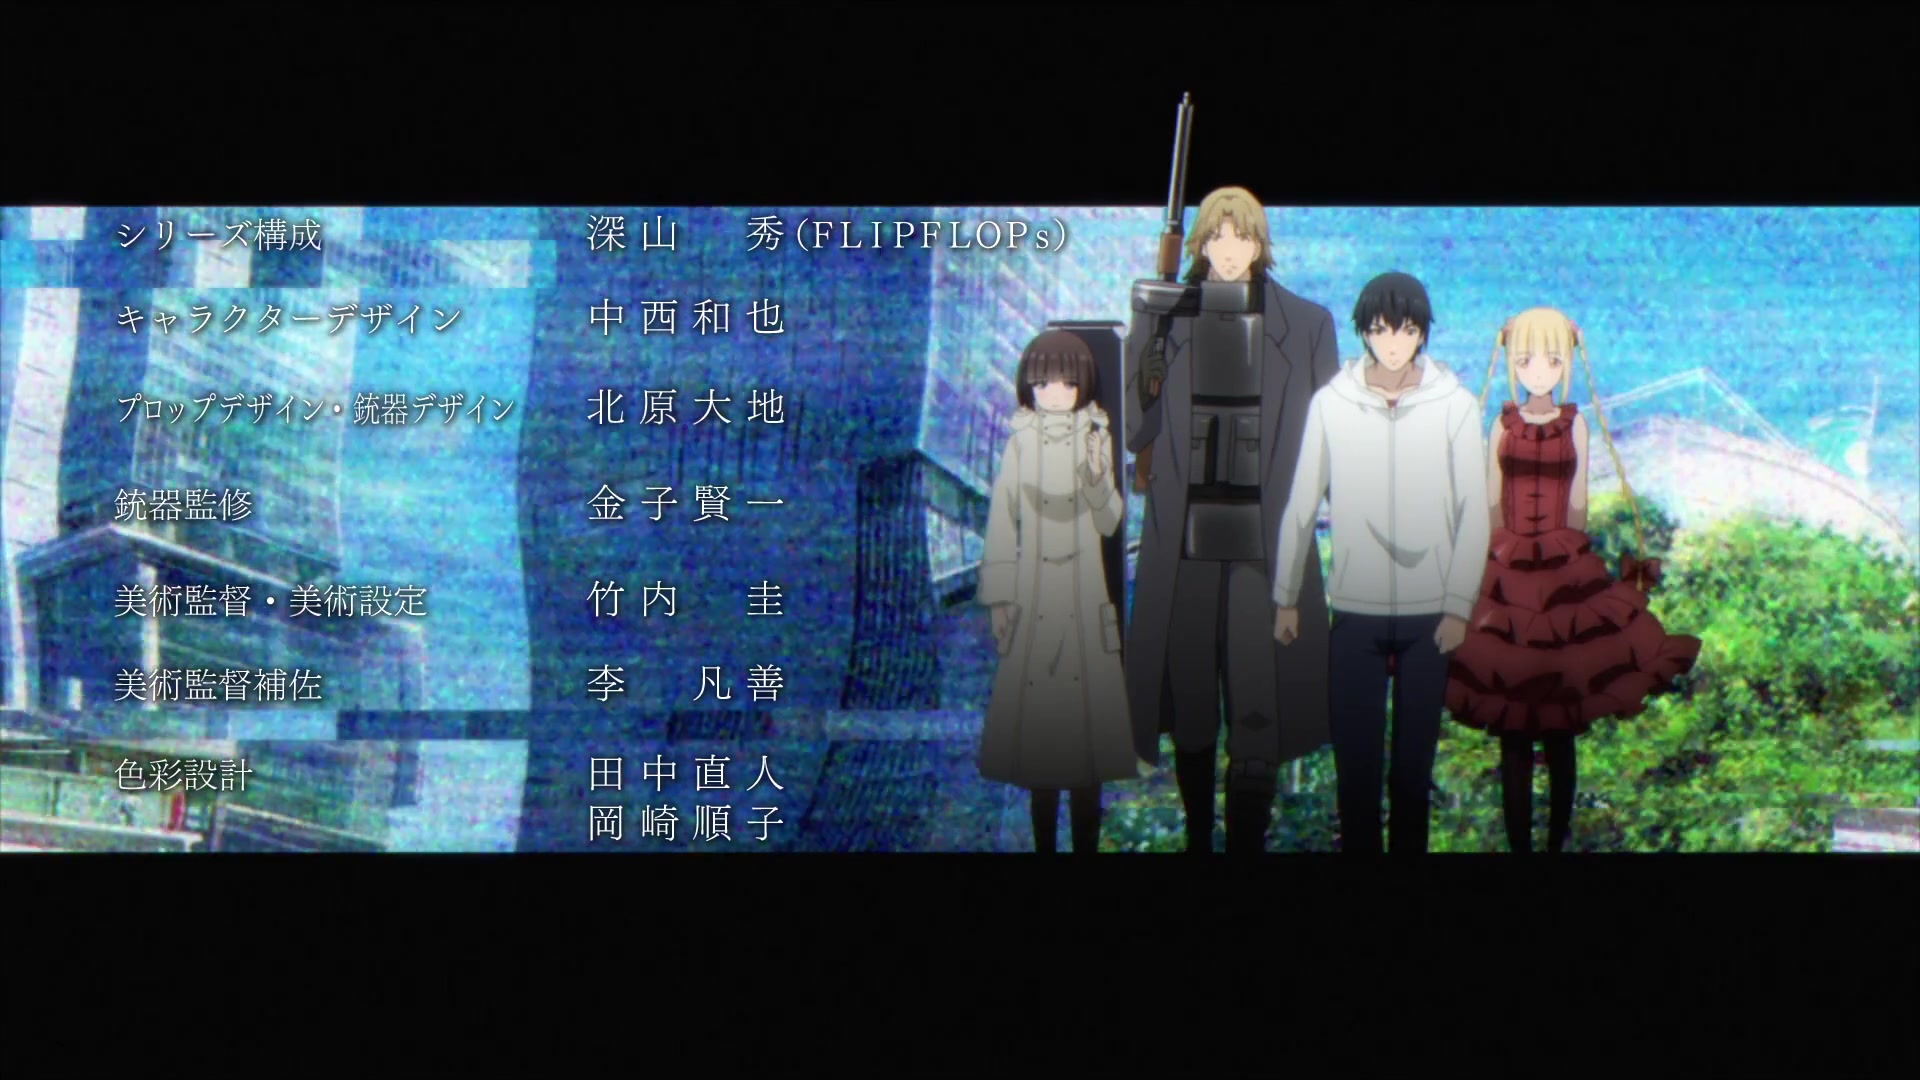 シリーズ構成 深山 秀(FLIPFLOPs)
キャラクターデザイン 中西和也
プロップデザイン・銃器デザイン 北原大地
銃器監修 金子賢一
美術監督・美術設定 竹内 圭
美術監督補佐 李 凡善
色彩設計 田中直人
岡崎順子